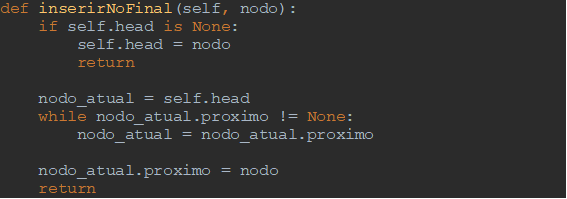 def inserirNoFinal(self, nodo):
    if self.head is None:
        self.head = nodo
        return

    nodo_atual = self.head
    while nodo_atual.proximo != None:
        nodo_atual = nodo_atual.proximo

    nodo_atual.proximo = nodo
    return